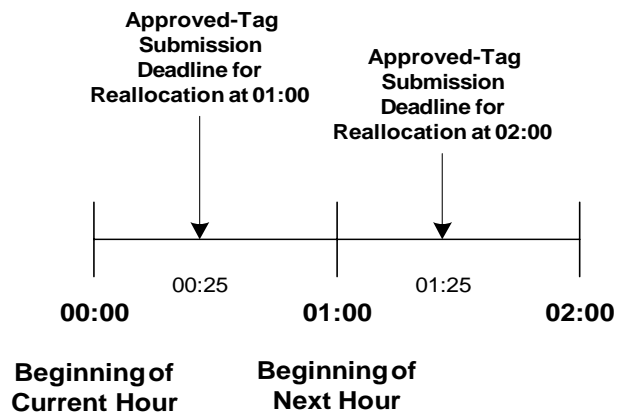 Approved-Tag
Submission
Deadline for
Reallocation at 01:00
Approved-Tag
Submission
Deadline for
Reallocation at 02:00
00:25
01:25
00:00
01:00
02:00
Beginning of
Current Hour
Beginning of
Next Hour